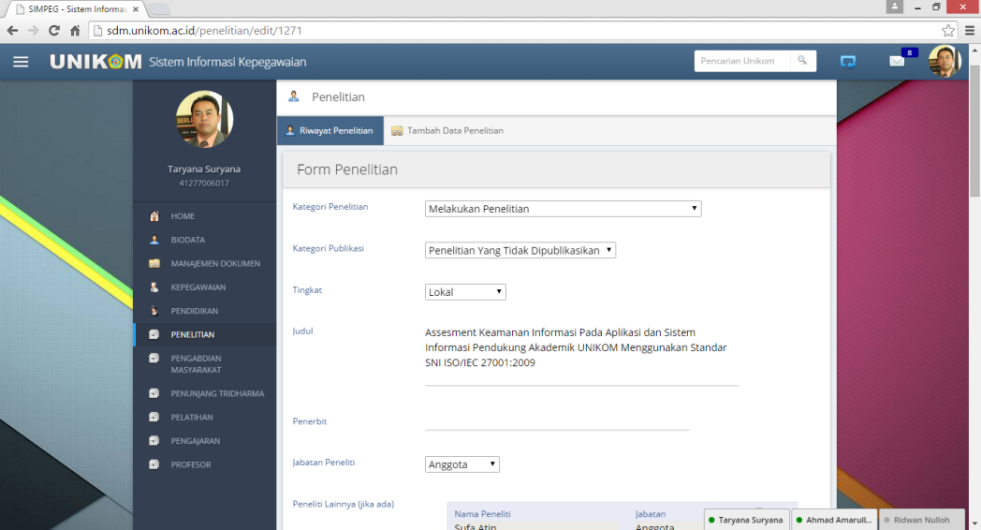 SIMPEG - Sistem Informas
sdm.unikom.ac.id/penelitian/edit/1271
UNIKOM Sistem Informasi Kepegawaian
Pencarian Unikom
8
Taryana Suryana
41277006017
HOME
BIODATA
MANAJEMEN DOKUMEN
KEPEGAWAIAN
PENDIDIKAN
PENELITIAN
PENGABDIAN
MASYARAKAT
PENUNJANG TRIDHARMA
PELATIHAN
PENGAJARAN
PROFESOR
Penelitian
Riwayat Penelitian Tambah Data Penelitian
Form Penelitian
Kategori Penelitian Melakukan Penelitian
Kategori Publikasi Penelitian Yang Tidak Dipublikasikan
Tingkat Lokal
Judul Assesment Keamanan Informasi Pada Aplikasi dan Sistem
Informasi Pendukung Akademik UNIKOM Menggunakan Standar
SNI ISO/IEC 27001:2009
Penerbit
Jabatan Peneliti Anggota
Peneliti Lainnya (jika ada)
Nama Peneliti Jabatan
Sufa Atin Anggota
Taryana Suryana Ahmad Amarull... Ridwan Nulloh